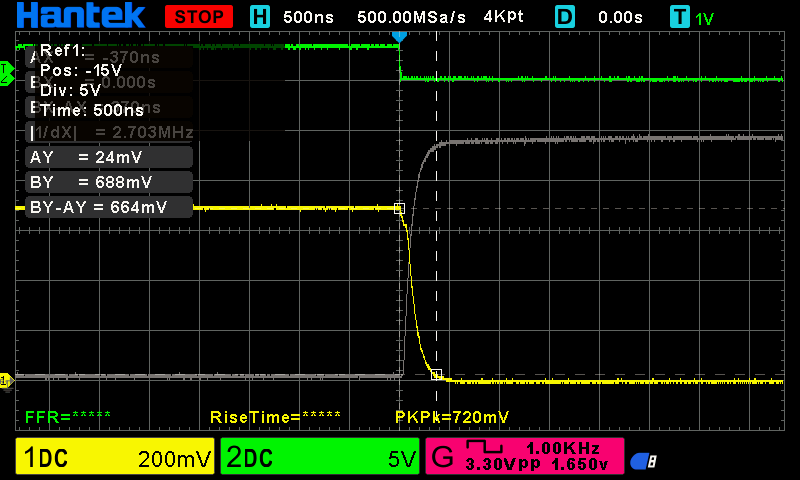 Hantek STOP H 500ns 500.00MSa/s 4Kpt D 0.00s T 1V
Ref1:
AX = -370ns
Pos: -15V
BX = 0.000s
Div: 5V
BX-AX = 370ns
Time: 500ns
|1/dX| = 2.703MHz
AY = 24mV
BY = 688mV
BY-AY = 664mV
FFR=***** RiseTime=***** PKPk=720mV
1DC 200mV 2DC 5V G 1.00KHz
3.30Vpp 1.650v